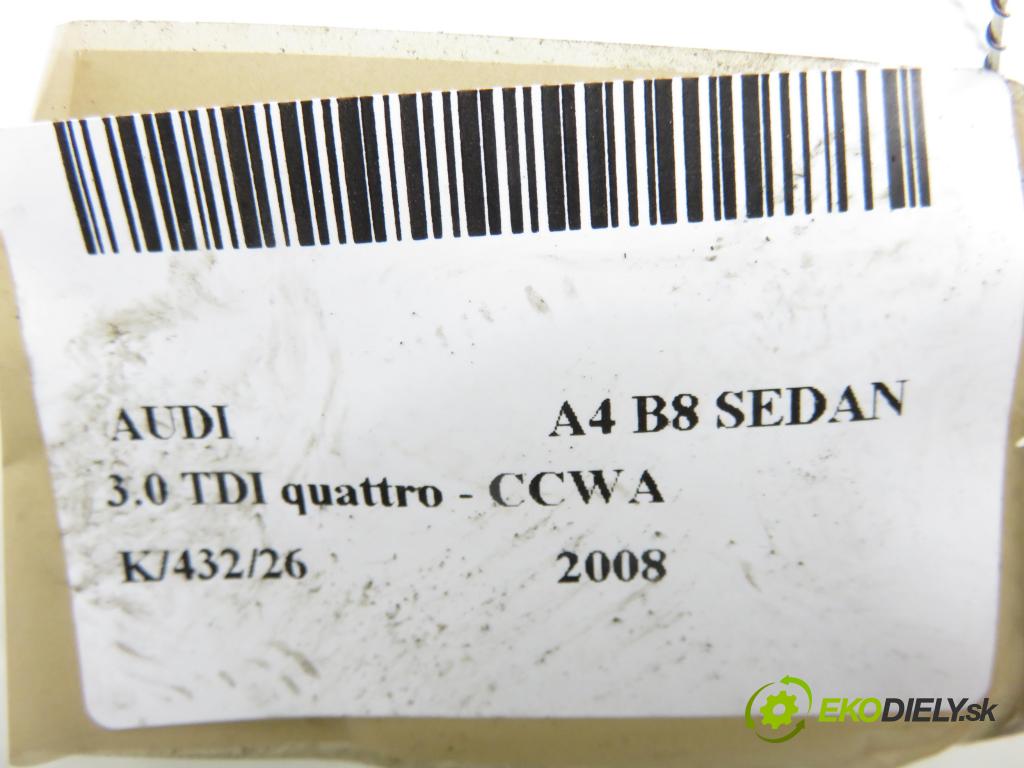 AUDI A4 B8 SEDAN
3.0 TDI quattro - CCWA
K/432/26 2008
EKODIELY.sk